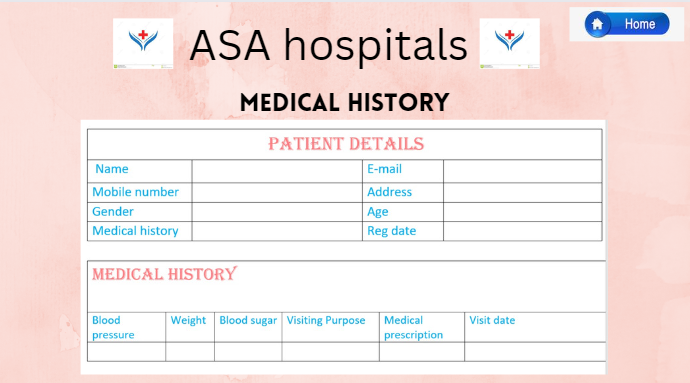 ASA hospitals
Home
MEDICAL HISTORY
PATIENT DETAILS
Name E-mail
Mobile number Address
Gender Age
Medical history Reg date
MEDICAL HISTORY
Blood pressure Weight Blood sugar Visiting Purpose Medical prescription Visit date